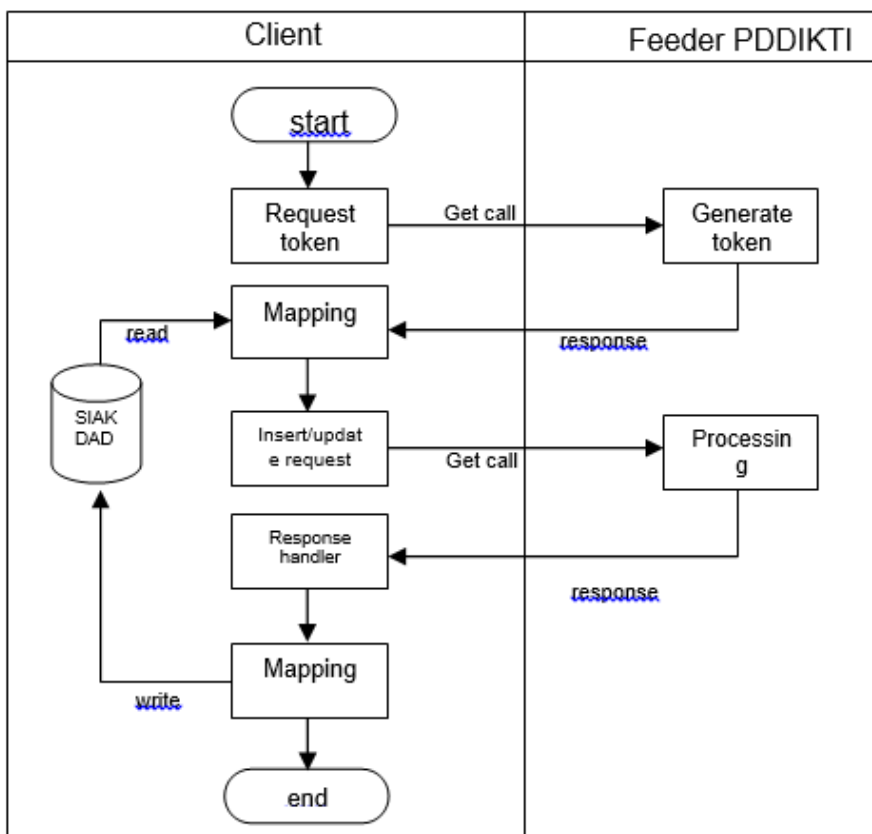 Client
Feeder PDDIKTI
start
Request
token
Get call
Generate
token
Mapping
read
response
SIAK
DAD
Insert/updat
e request
Get call
Processin
g
Response
handler
response
Mapping
write
end